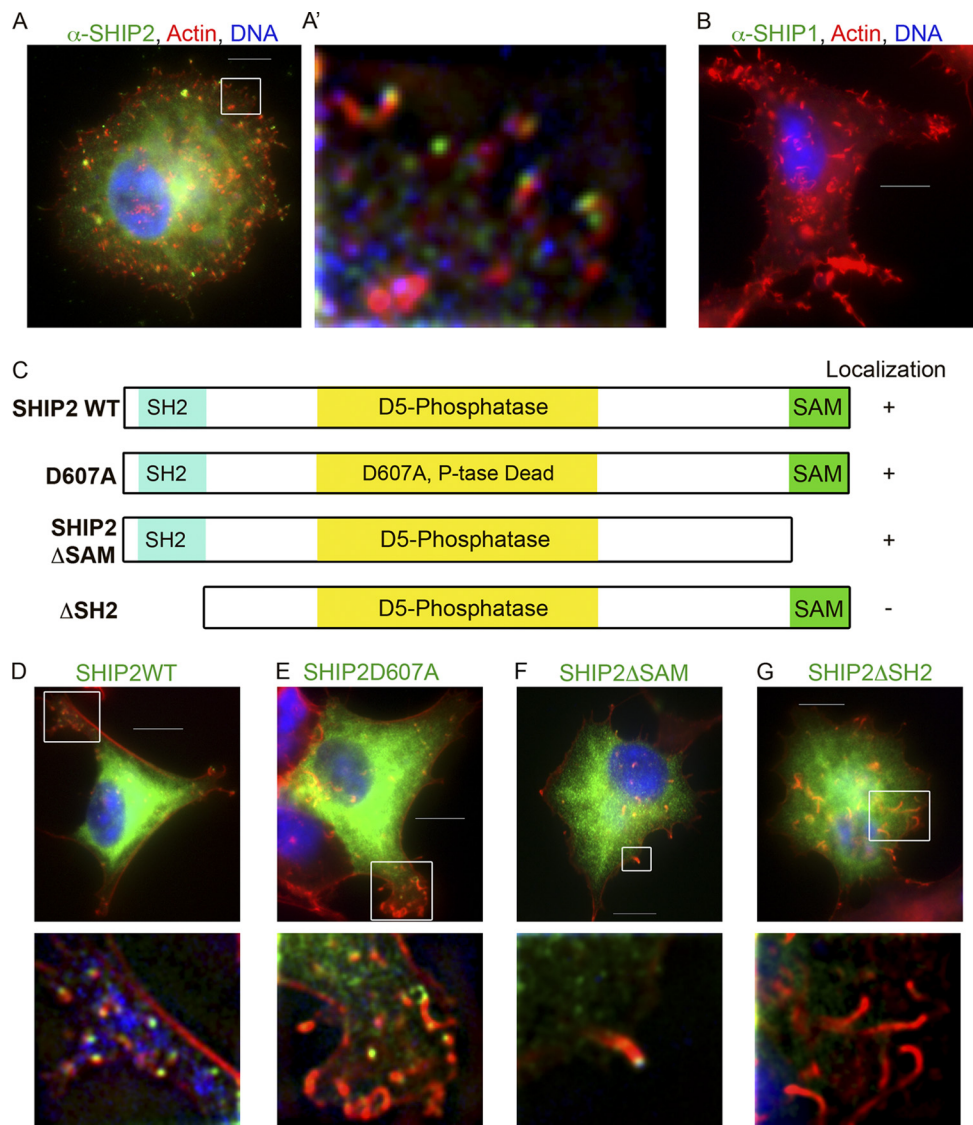 A
α-SHIP2, Actin, DNA
A'
B
α-SHIP1, Actin, DNA
C
Localization
SHIP2 WT
SH2
D5-Phosphatase
SAM
+
D607A
SH2
D607A, P-tase Dead
SAM
+
SHIP2
ΔSAM
SH2
D5-Phosphatase
+
ΔSH2
D5-Phosphatase
SAM
-
D
SHIP2WT
E
SHIP2D607A
F
SHIP2ΔSAM
G
SHIP2ΔSH2